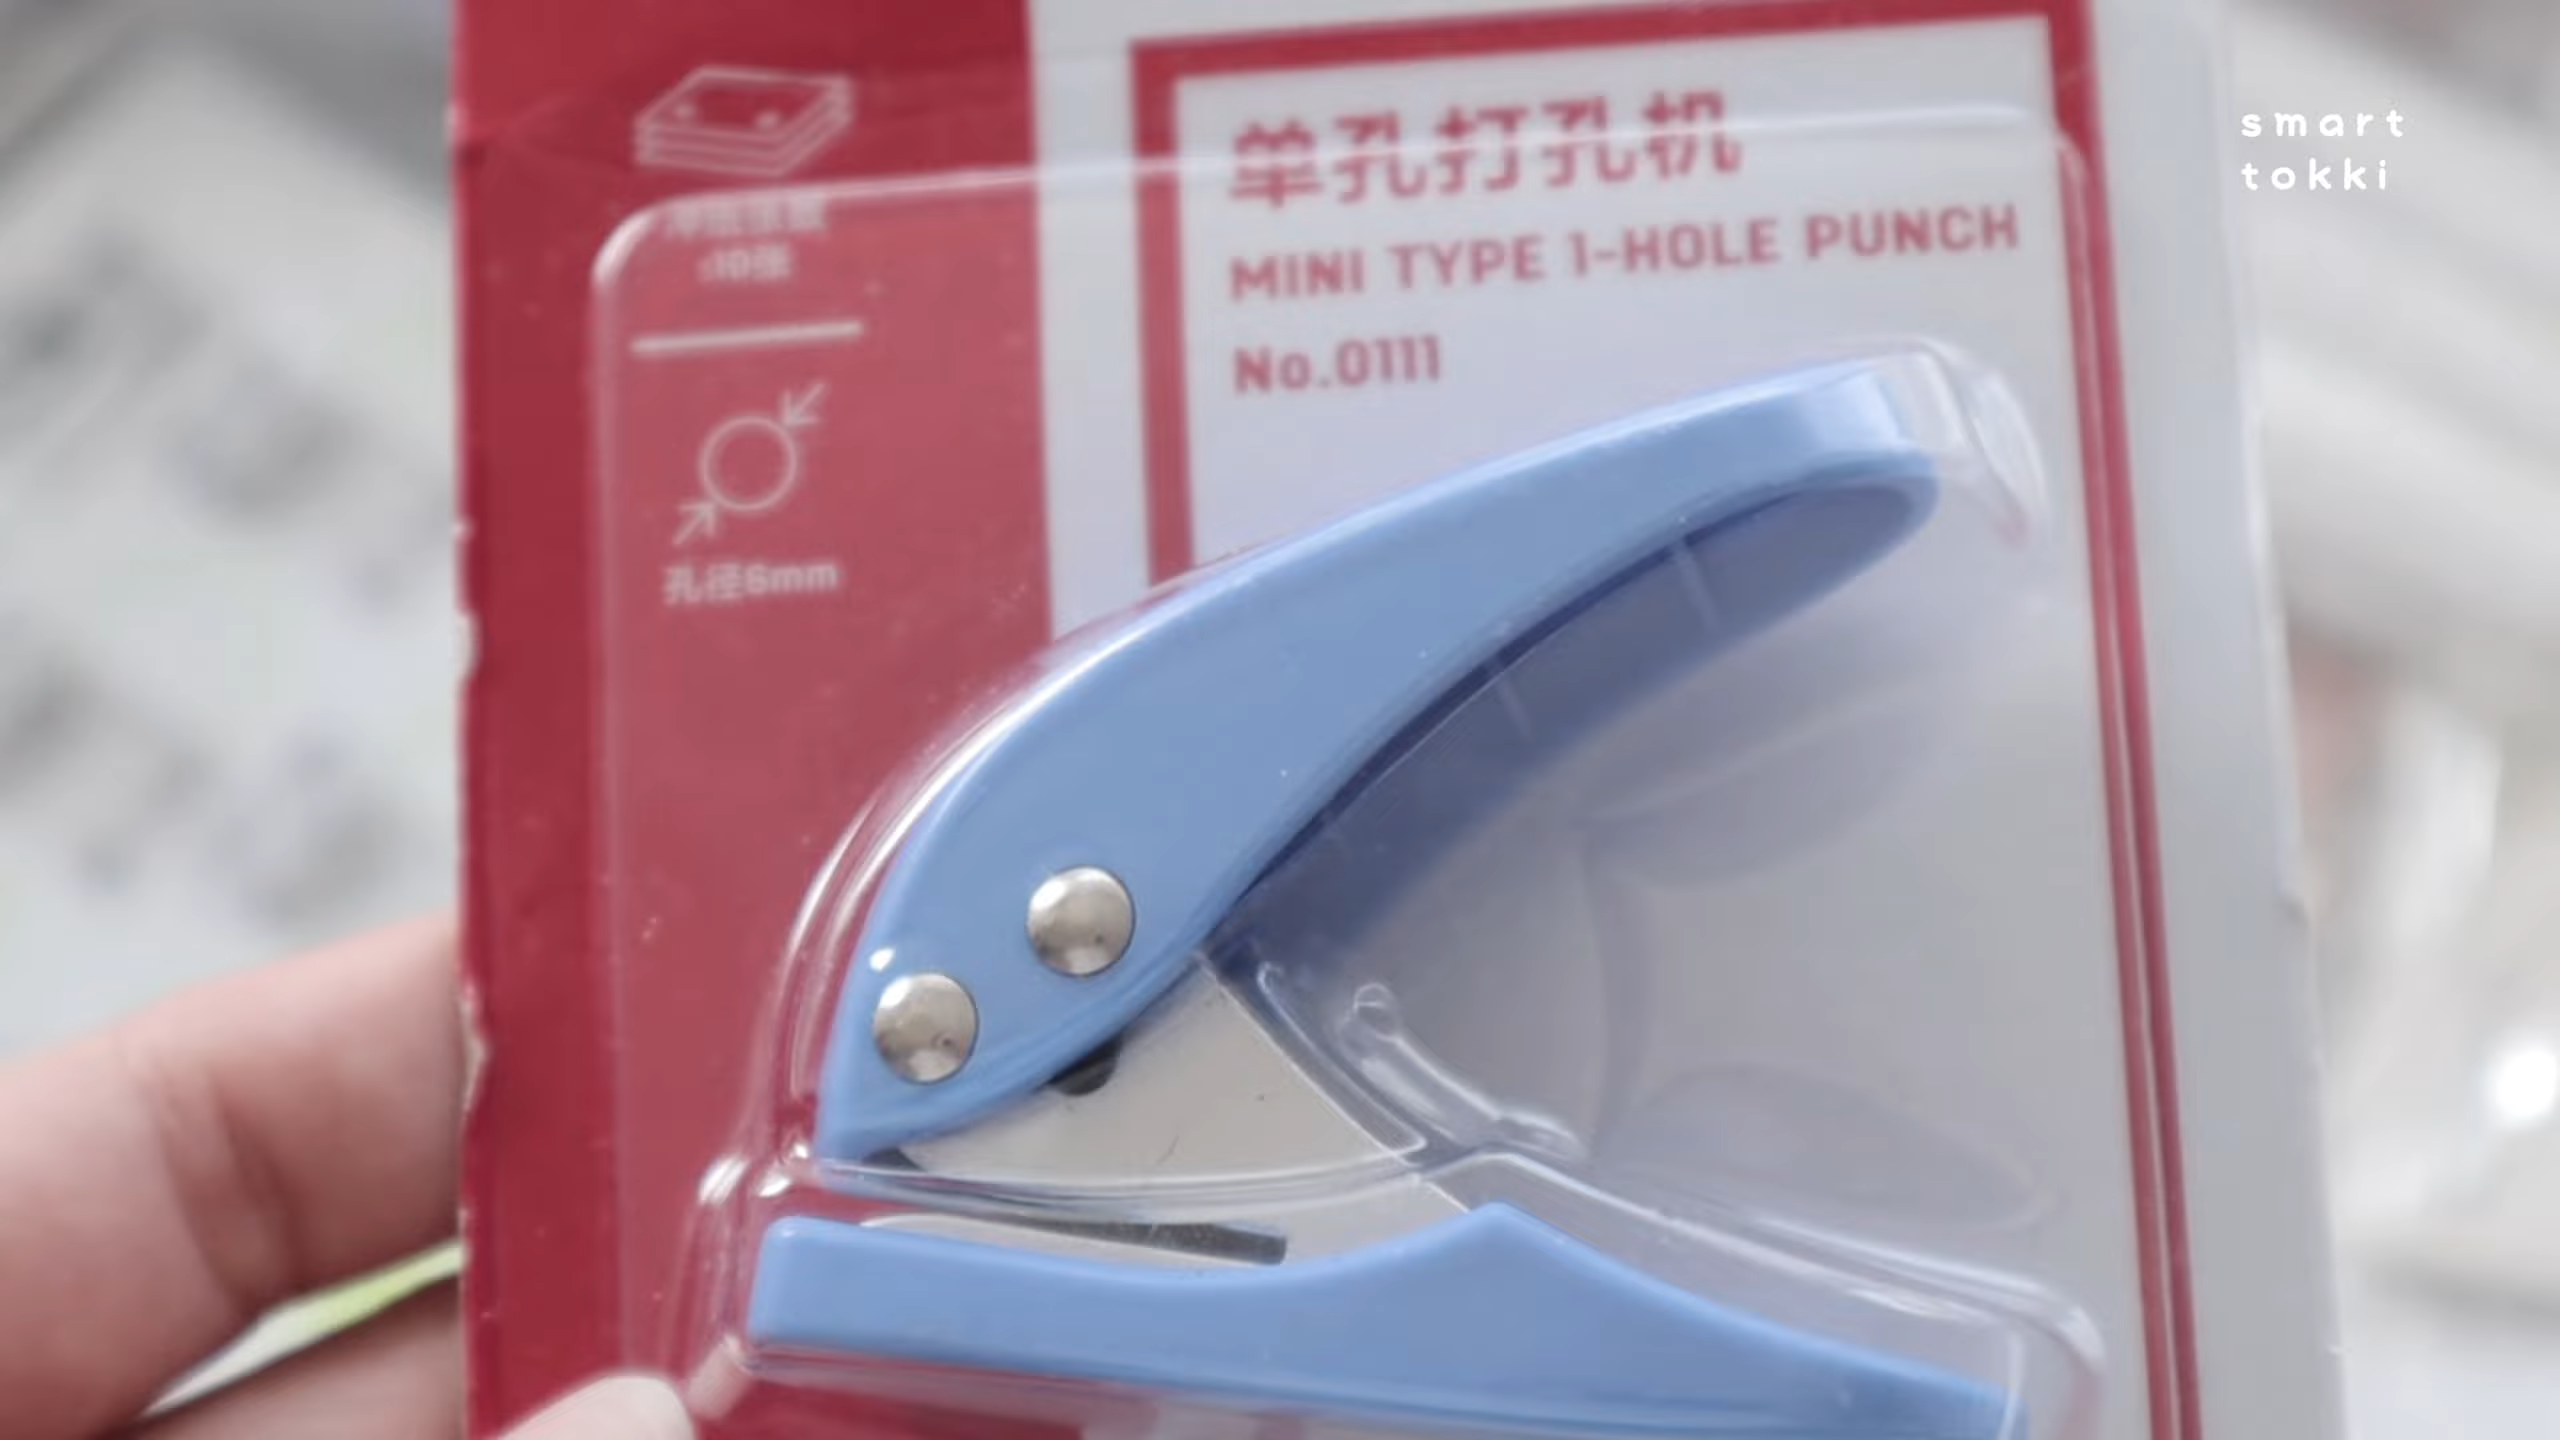 单孔打孔机
MINI TYPE 1-HOLE PUNCH
No.0111
孔径6mm
smart
tokki